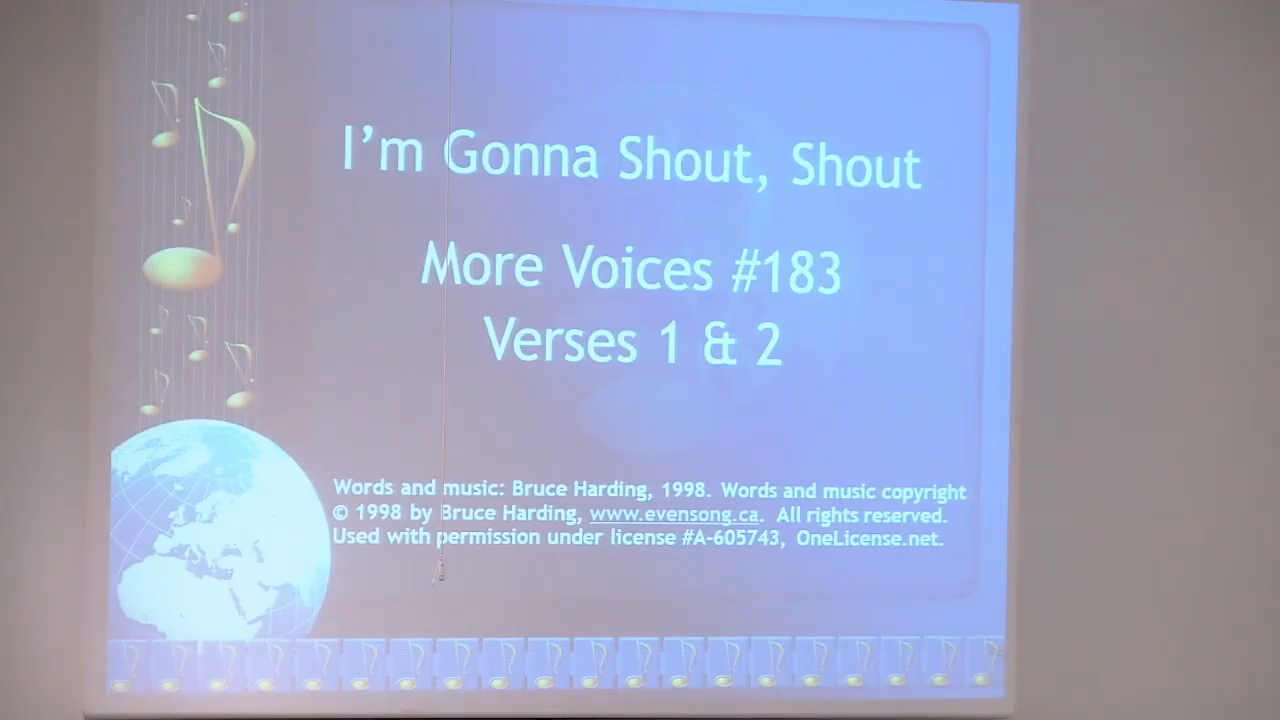 I'm Gonna Shout, Shout
More Voices #183
Verses 1 & 2
Words and music: Bruce Harding, 1998. Words and music copyright
© 1998 by Bruce Harding, www.evensong.ca. All rights reserved.
Used with permission under license #A-605743, OneLicense.net.